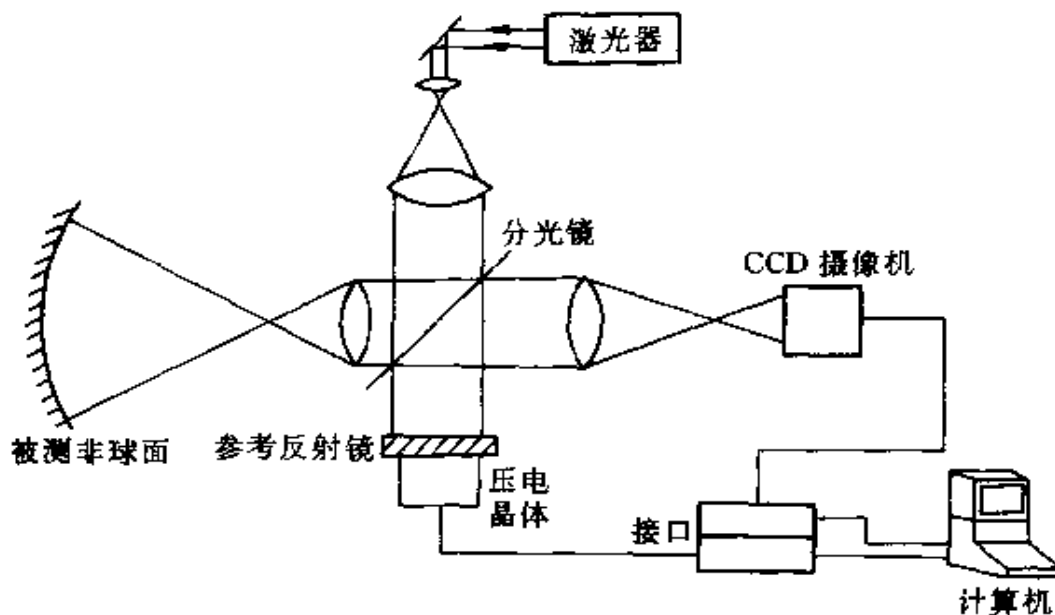 激光器
分光镜
CCD 摄像机
被测非球面
参考反射镜
压电
晶体
接口
计算机